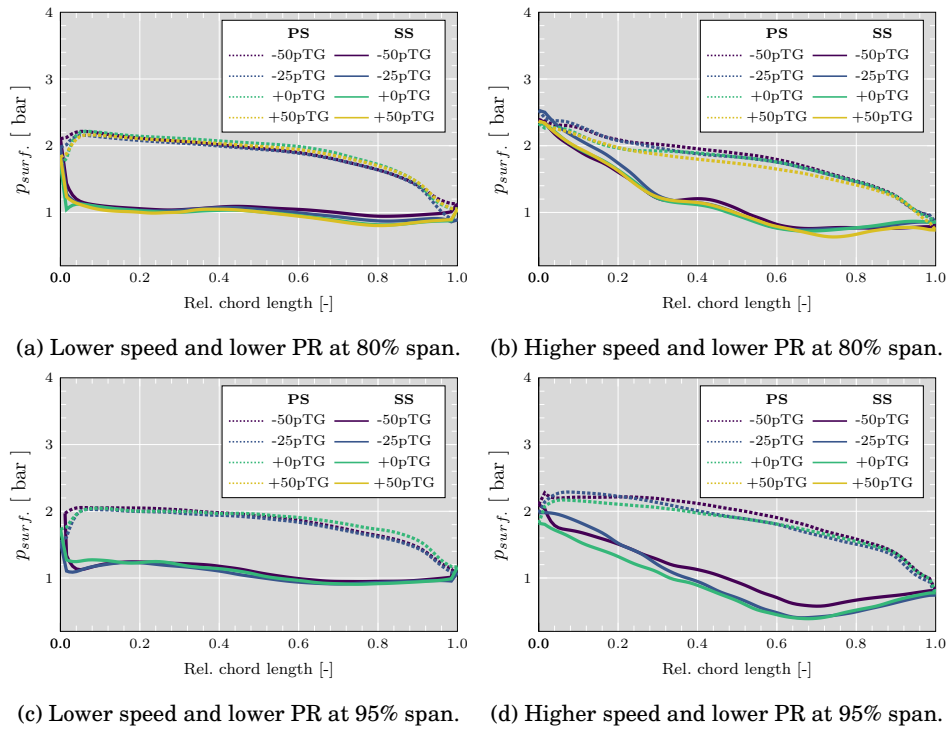 4
3
2
1
p_surf. [ bar ]
PS SS
-50pTG -50pTG
-25pTG -25pTG
+0pTG +0pTG
+50pTG +50pTG
0.0 0.0 0.2 0.4 0.6 0.8 1.0
Rel. chord length [-]
(a) Lower speed and lower PR at 80% span.
4
3
2
1
p_surf. [ bar ]
PS SS
-50pTG -50pTG
-25pTG -25pTG
+0pTG +0pTG
+50pTG +50pTG
0.0 0.0 0.2 0.4 0.6 0.8 1.0
Rel. chord length [-]
(b) Higher speed and lower PR at 80% span.
4
3
2
1
p_surf. [ bar ]
PS SS
-50pTG -50pTG
-25pTG -25pTG
+0pTG +0pTG
+50pTG +50pTG
0.0 0.0 0.2 0.4 0.6 0.8 1.0
Rel. chord length [-]
(c) Lower speed and lower PR at 95% span.
4
3
2
1
p_surf. [ bar ]
PS SS
-50pTG -50pTG
-25pTG -25pTG
+0pTG +0pTG
+50pTG +50pTG
0.0 0.0 0.2 0.4 0.6 0.8 1.0
Rel. chord length [-]
(d) Higher speed and lower PR at 95% span.